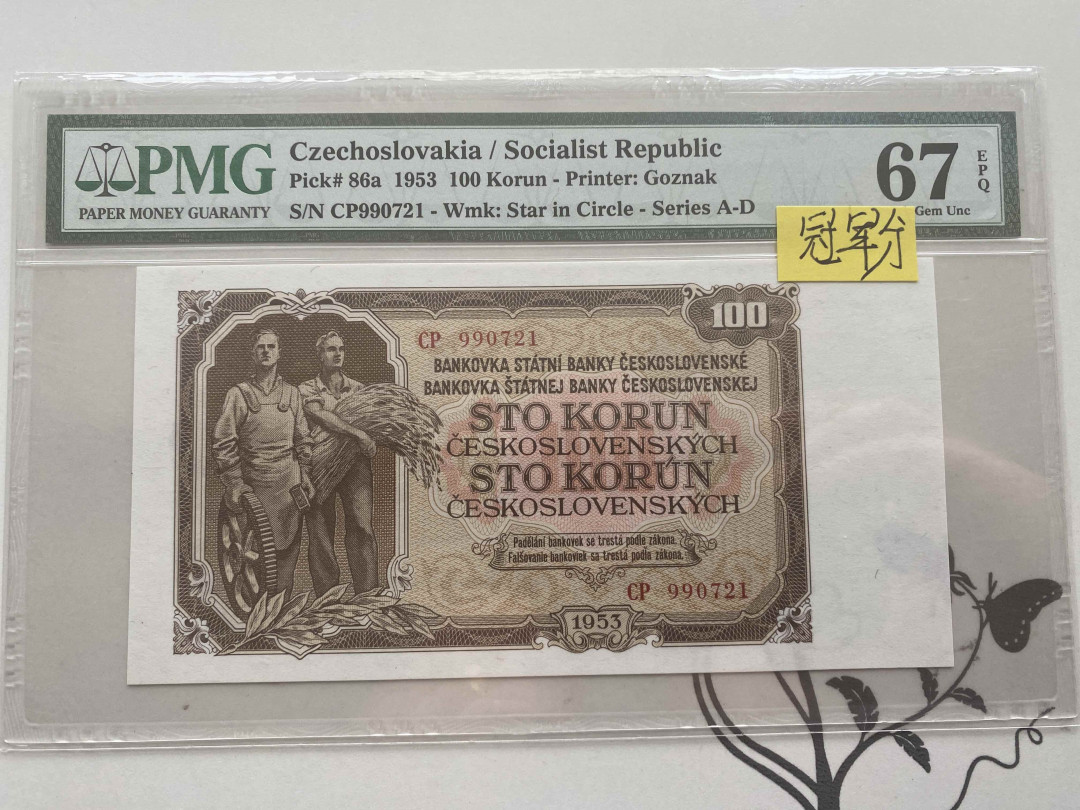 PMG
PAPER MONEY GUARANTY
Czechoslovakia / Socialist Republic
Pick# 86a 1953 100 Korun - Printer: Goznak
S/N CP990721 - Wmk: Star in Circle - Series A-D
67 EPQ
Gem Unc
冠军分
100
CP 990721
BANKOVKA STÁTNÍ BANKY ČESKOSLOVENSKÉ
BANKOVKA ŠTÁTNEJ BANKY ČESKOSLOVENSKEJ
STO KORUN
ČESKOSLOVENSKÝCH
STO KORÚN
ČESKOSLOVENSKÝCH
Padělání bankovek se trestá podle zákona.
Falšovanie bankoviek sa trestá podľa zákona.
CP 990721
1953